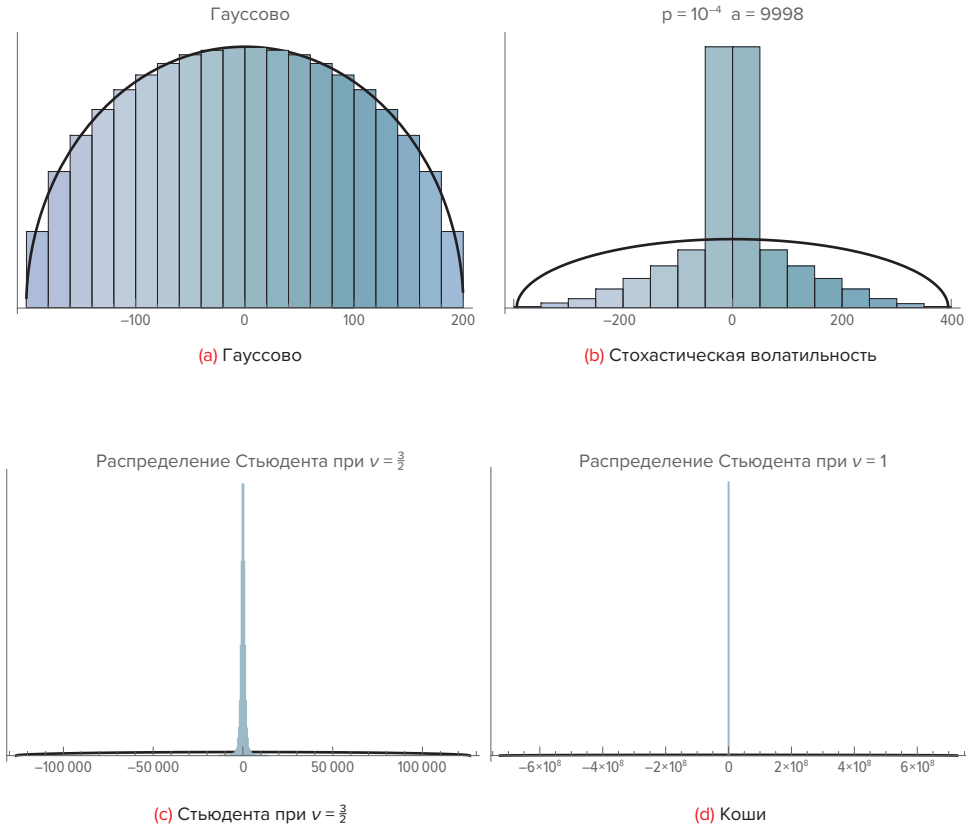 Гауссово
p = 10⁻⁴ a = 9998
−100 0 100 200
−200 0 200 400
(a) Гауссово
(b) Стохастическая волатильность
Распределение Стьюдента при ν = 3/2
Распределение Стьюдента при ν = 1
−100 000 −50 000 0 50 000 100 000
−6×10⁸ −4×10⁸ −2×10⁸ 0 2×10⁸ 4×10⁸ 6×10⁸
(c) Стьюдента при ν = 3/2
(d) Коши